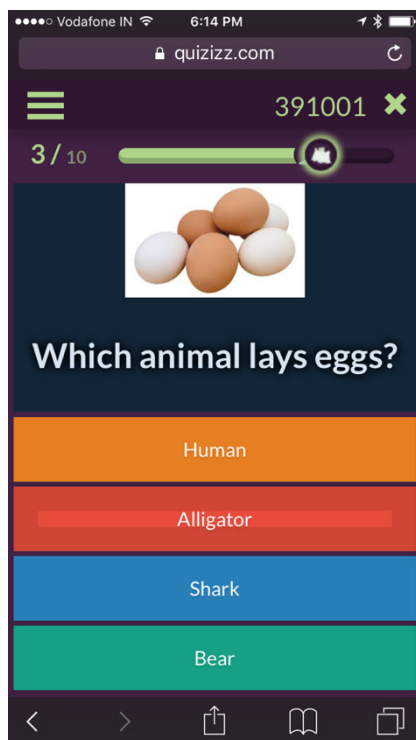 Vodafone IN 6:14 PM
quizizz.com
391001
3/10
Which animal lays eggs?
Human
Alligator
Shark
Bear